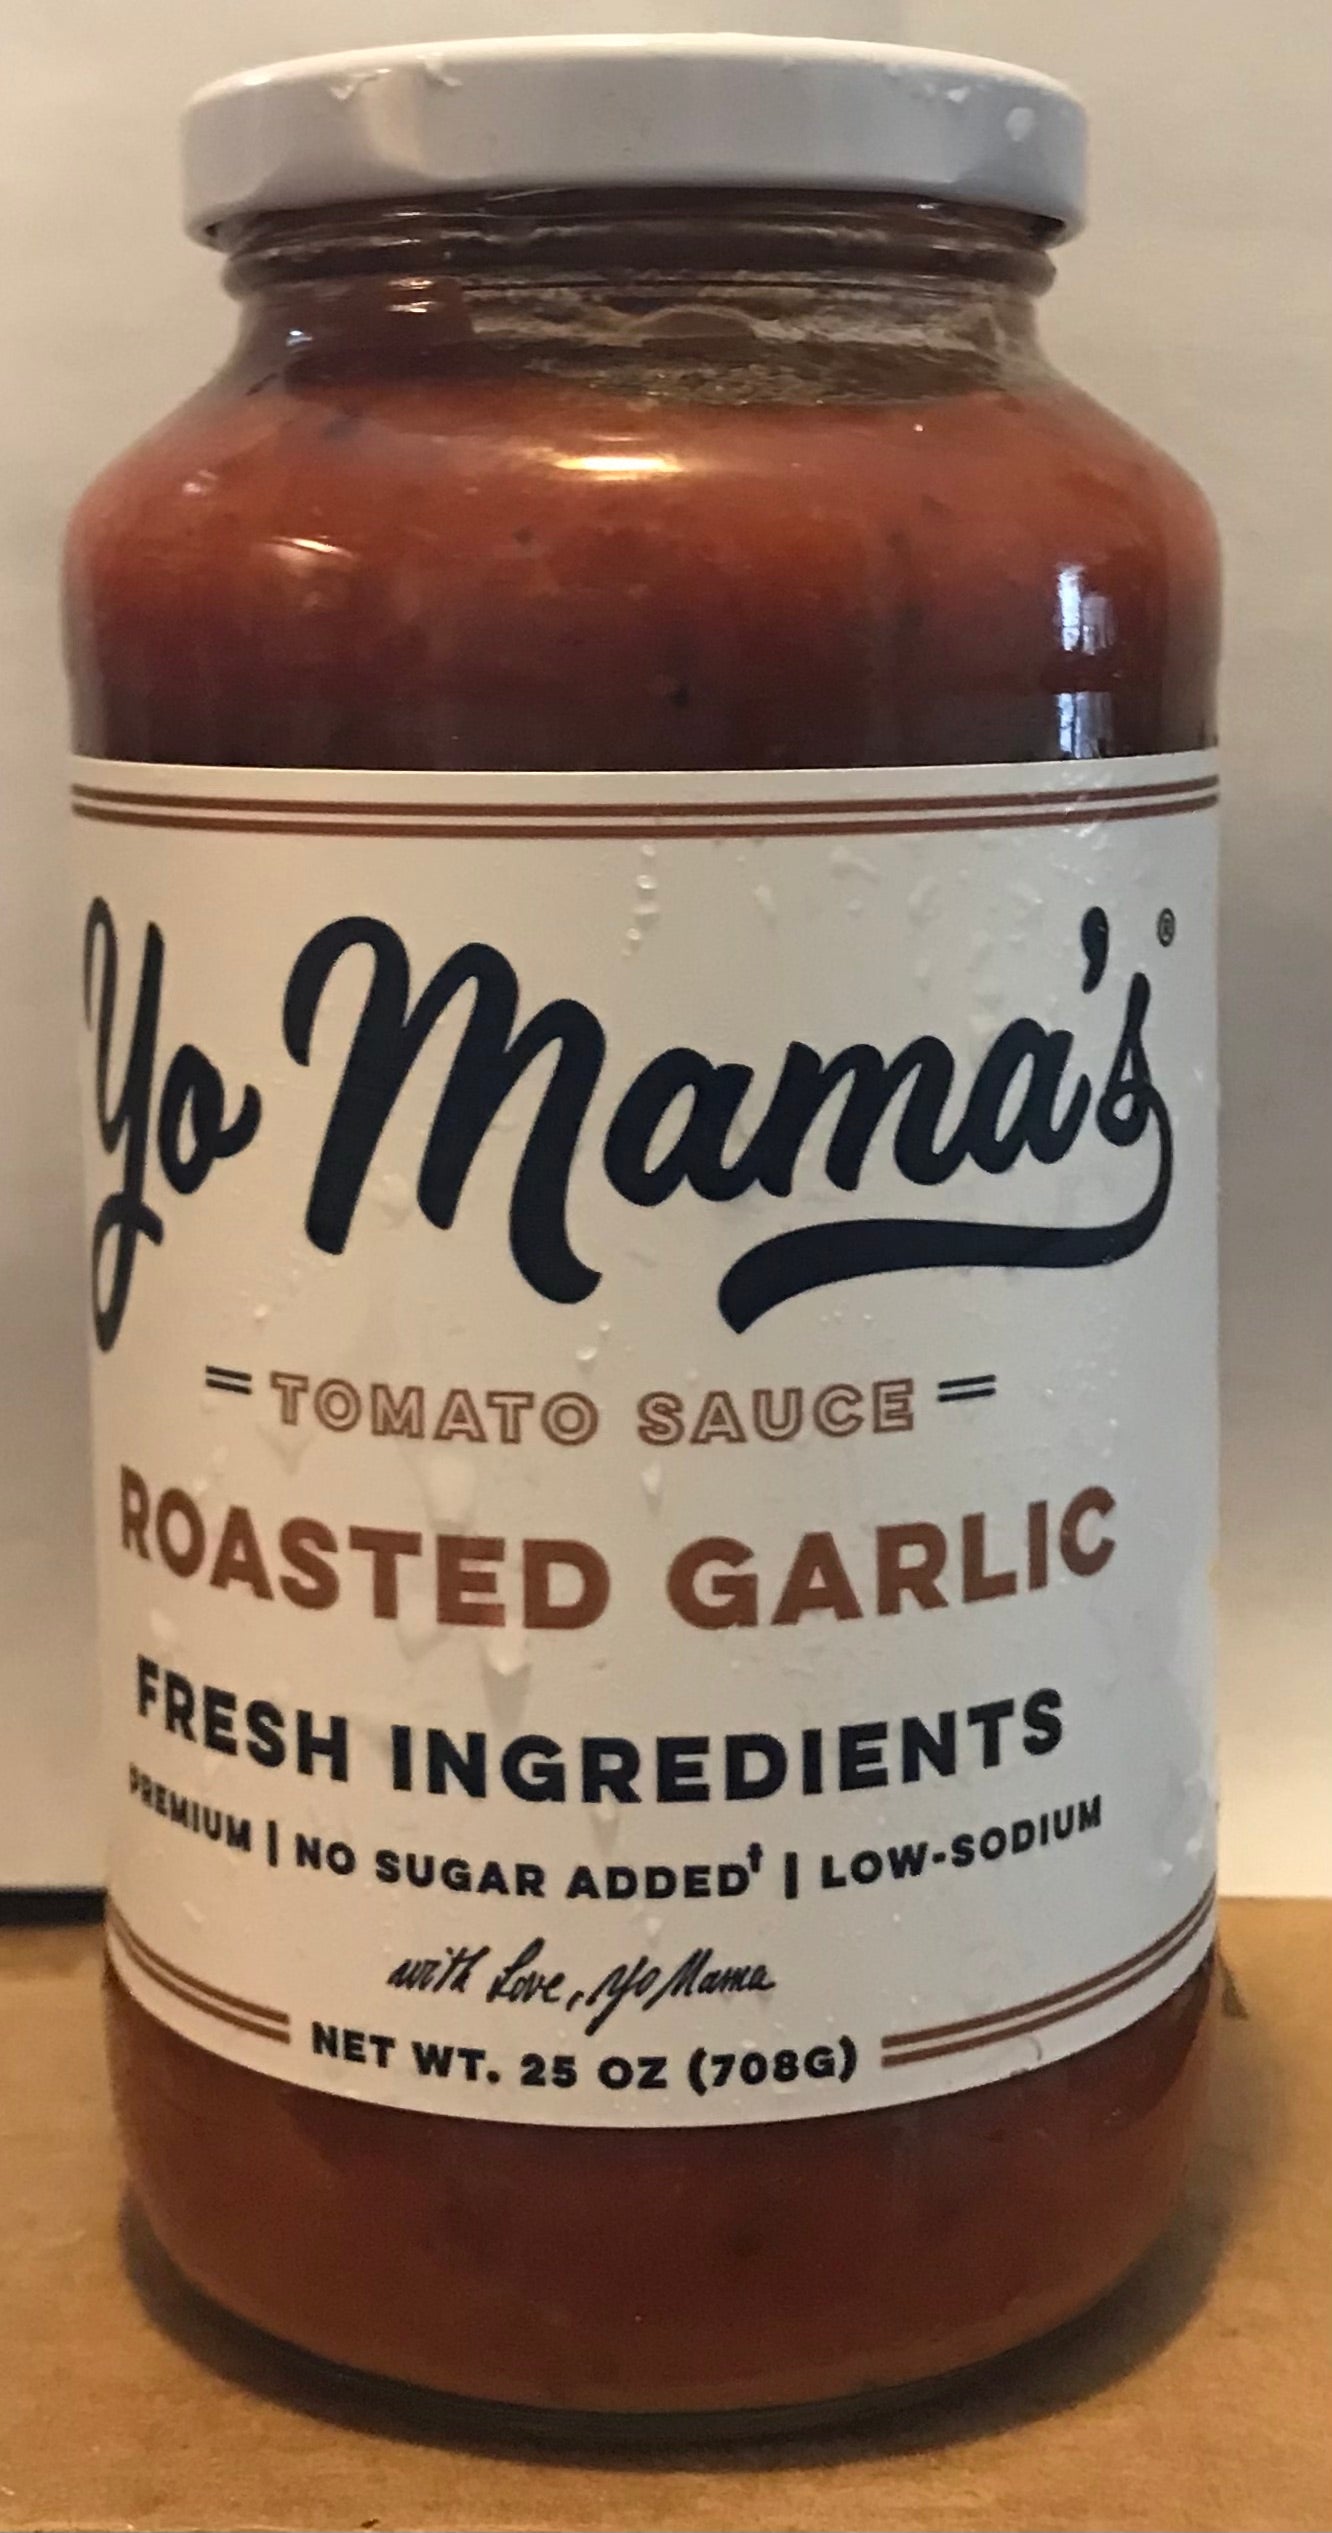 Yo Mama's®
= TOMATO SAUCE =
ROASTED GARLIC
FRESH INGREDIENTS
PREMIUM | NO SUGAR ADDED† | LOW-SODIUM
with Love, Yo Mama
NET WT. 25 OZ (708G)